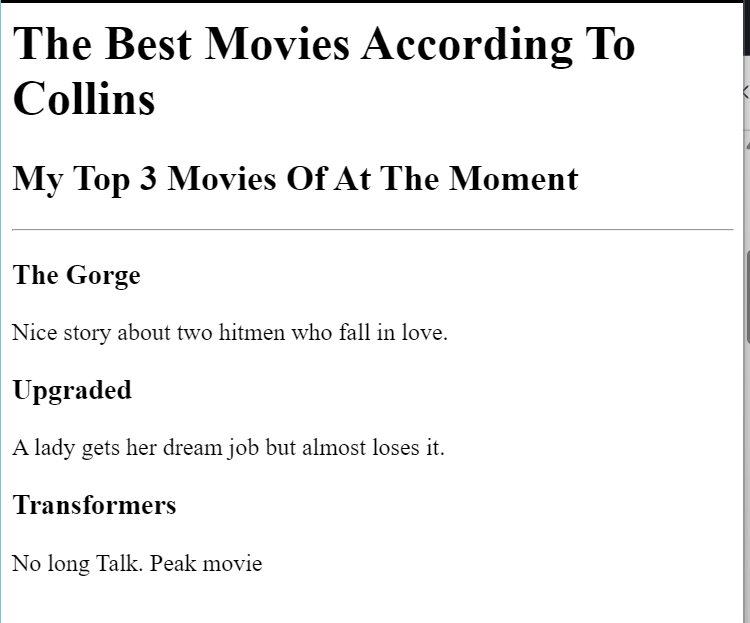 The Best Movies According To
Collins
My Top 3 Movies Of At The Moment
The Gorge
Nice story about two hitmen who fall in love.
Upgraded
A lady gets her dream job but almost loses it.
Transformers
No long Talk. Peak movie